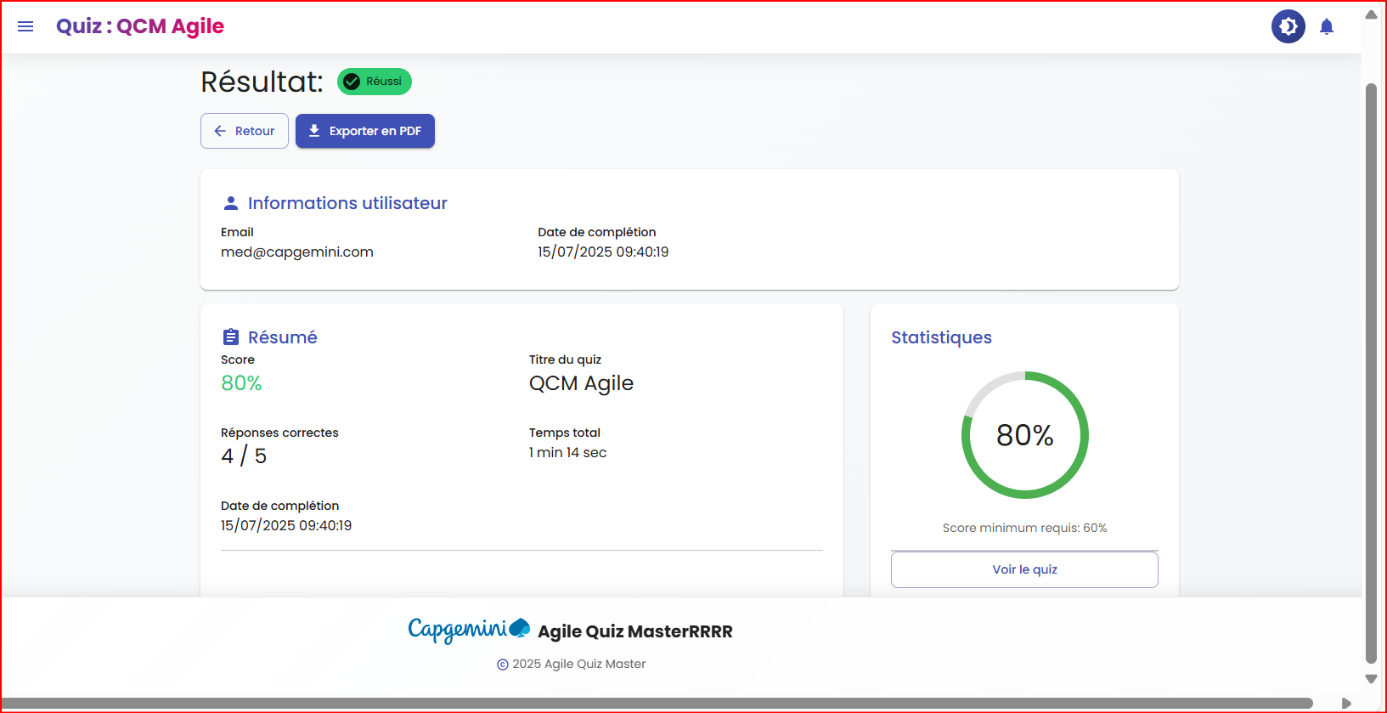 Quiz : QCM Agile
Résultat: Réussi
Retour
Exporter en PDF
Informations utilisateur
Email
med@capgemini.com
Date de complétion
15/07/2025 09:40:19
Résumé
Score
80%
Titre du quiz
QCM Agile
Réponses correctes
4 / 5
Temps total
1 min 14 sec
Date de complétion
15/07/2025 09:40:19
Statistiques
80%
Score minimum requis: 60%
Voir le quiz
Capgemini Agile Quiz MasterRRRR
© 2025 Agile Quiz Master